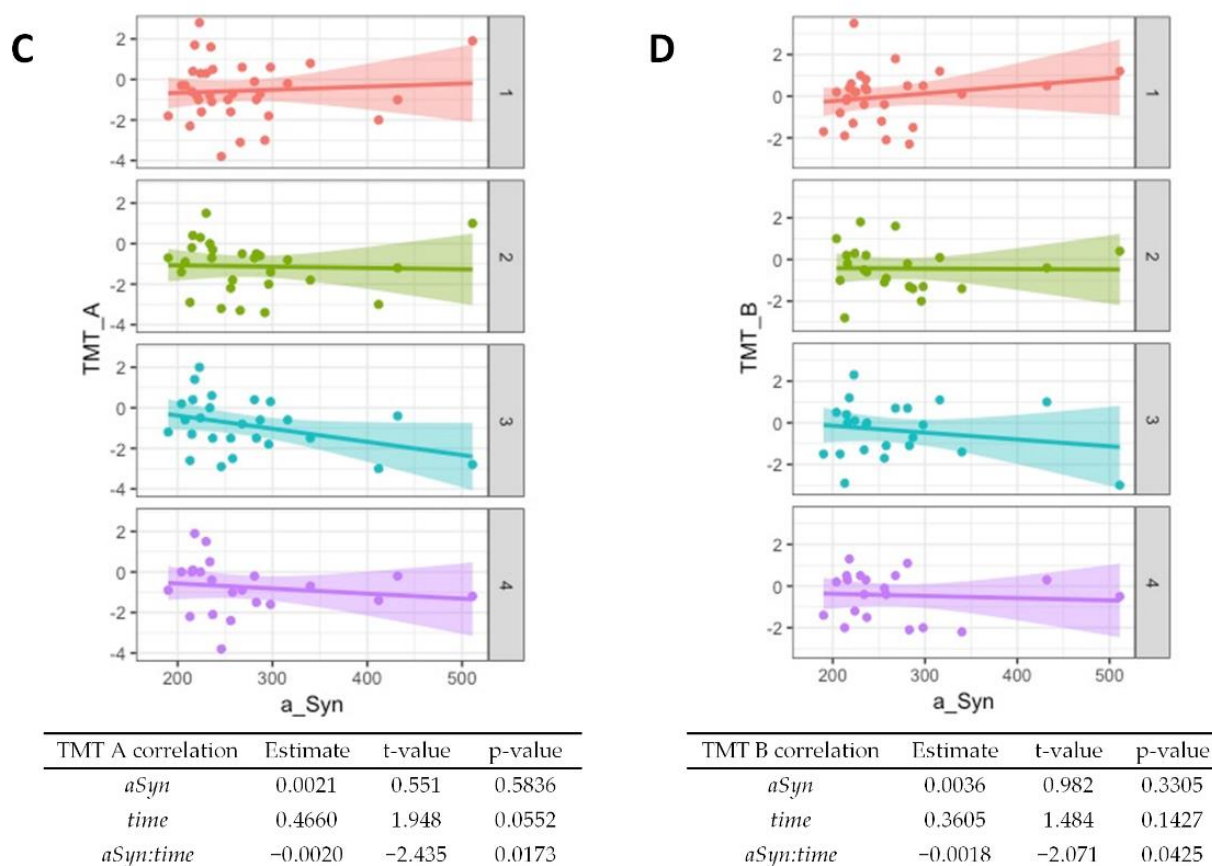 C
2
0
-2
-4
1
2
0
-2
-4
2
2
0
-2
-4
3
2
0
-2
-4
4
TMT_A
200 300 400 500
a_Syn
TMT A correlation Estimate t-value p-value
aSyn 0.0021 0.551 0.5836
time 0.4660 1.948 0.0552
aSyn:time −0.0020 −2.435 0.0173
D
2
0
-2
1
2
0
-2
2
2
0
-2
3
2
0
-2
4
TMT_B
200 300 400 500
a_Syn
TMT B correlation Estimate t-value p-value
aSyn 0.0036 0.982 0.3305
time 0.3605 1.484 0.1427
aSyn:time −0.0018 −2.071 0.0425